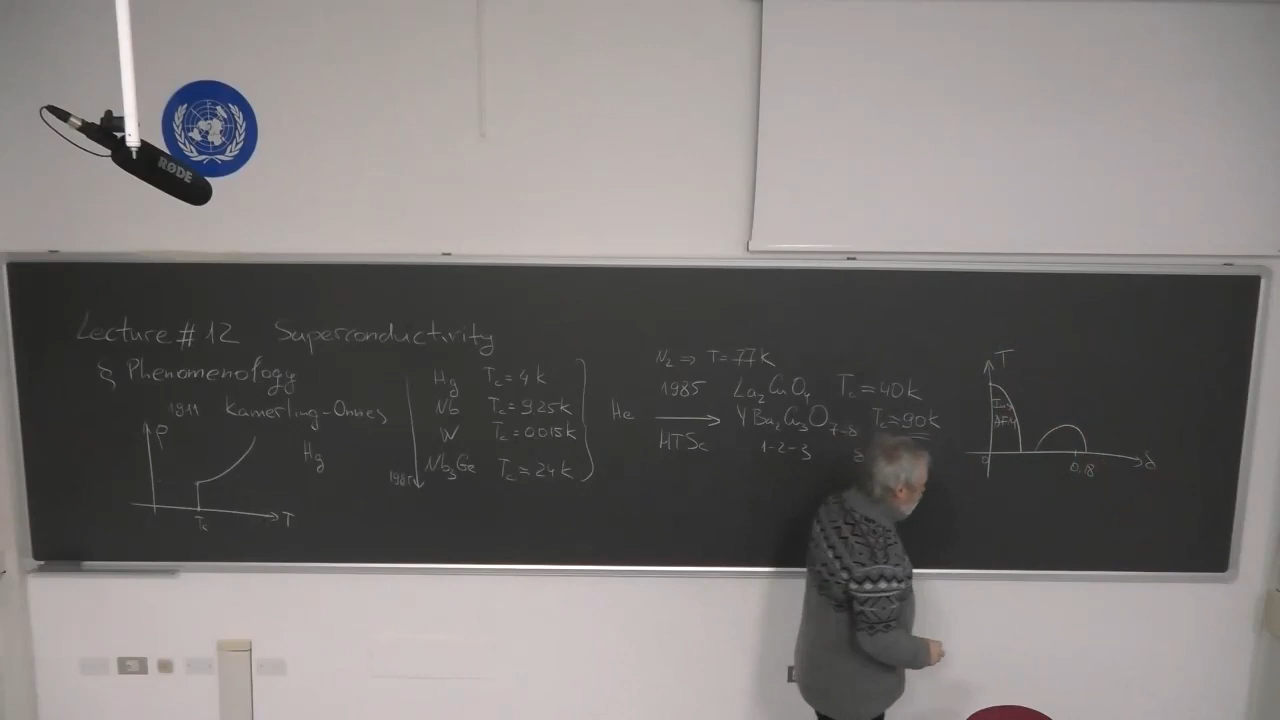 RØDE
Lecture # 12 Superconductivity
§ Phenomenology
1911 Kamerling-Onnes
Hg
ρ
T
Tc
Hg Tc = 4 K
Nb Tc = 9,25 K
W Tc = 0.015 K
Nb3Ge Tc = 24 K
1985
He
N2 ⇒ T = 77 K
1985 La2CuO4 Tc = 40 K
YBa2Cu3O7-δ Tc = 90 K
HTSc 1-2-3
T
Ins
AFM
0
0,18
δ